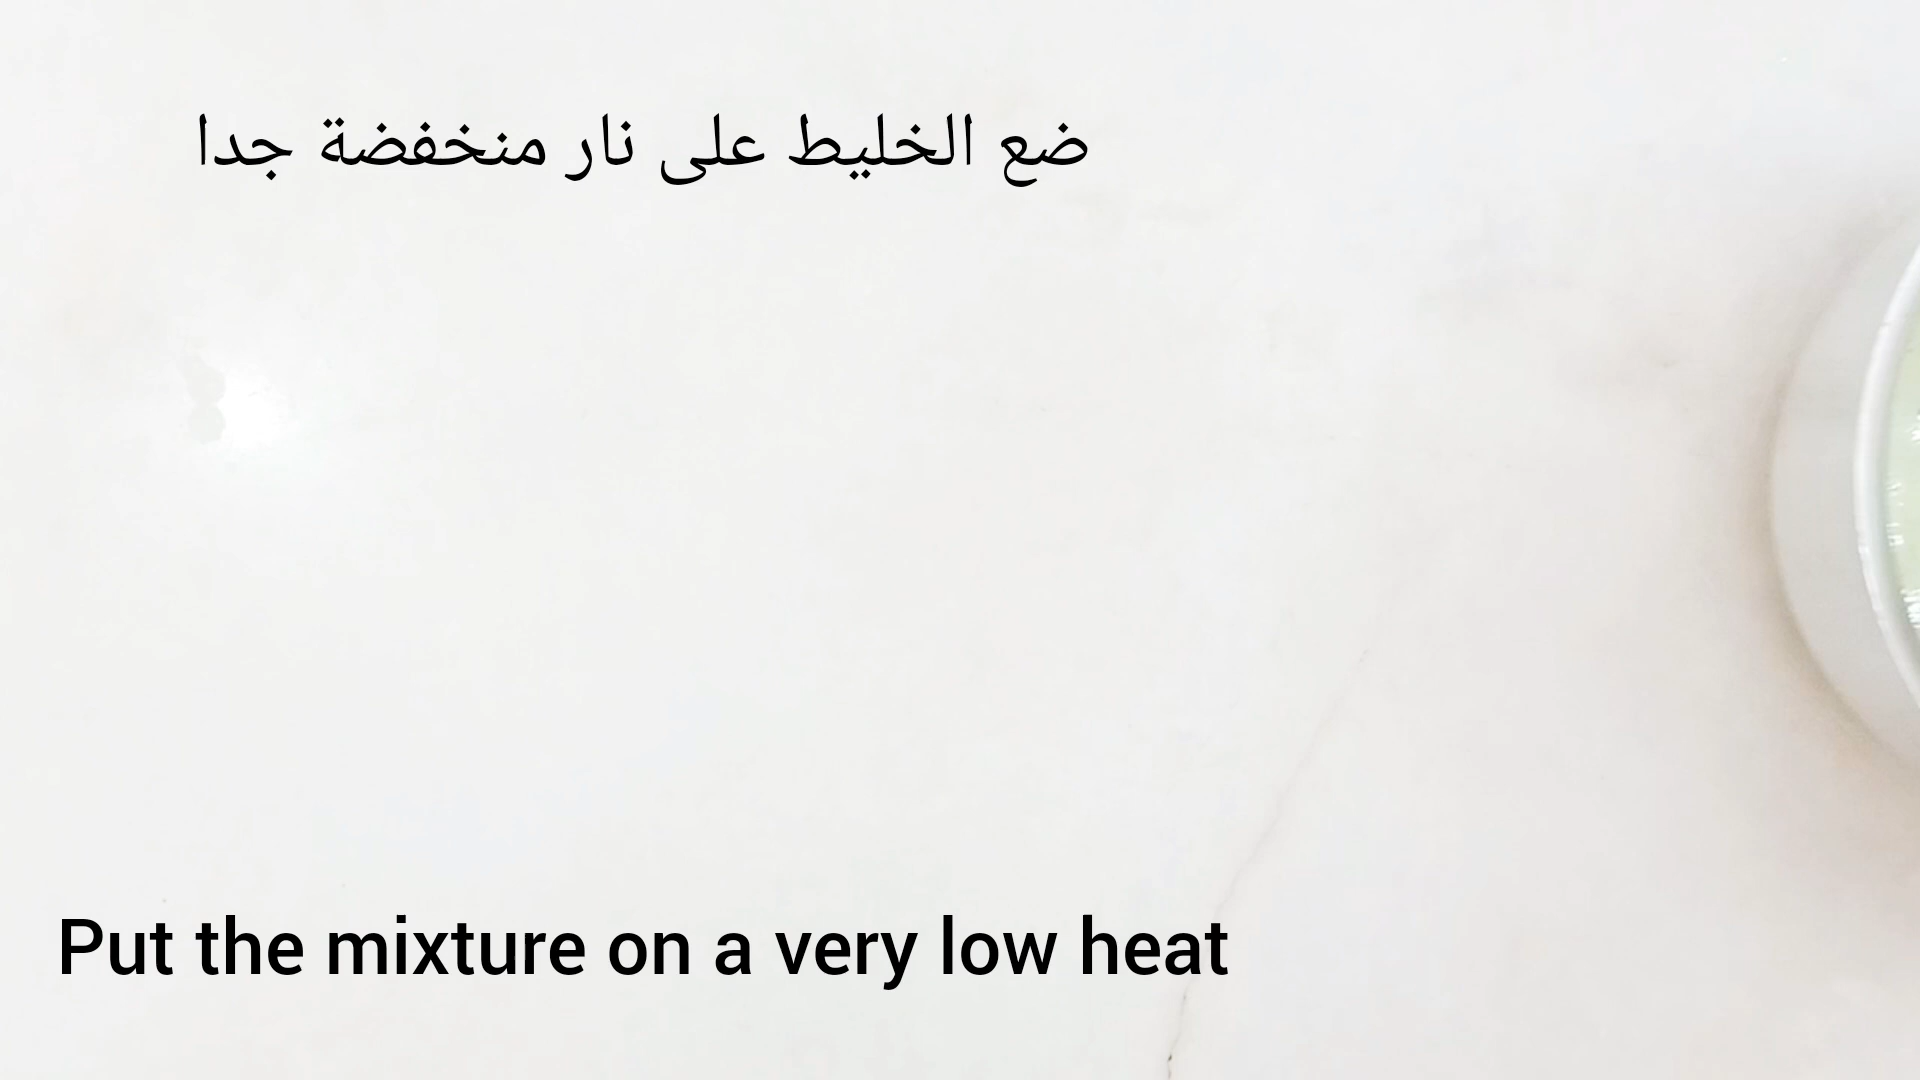 ضع الخليط على نار منخفضة جدا
Put the mixture on a very low heat